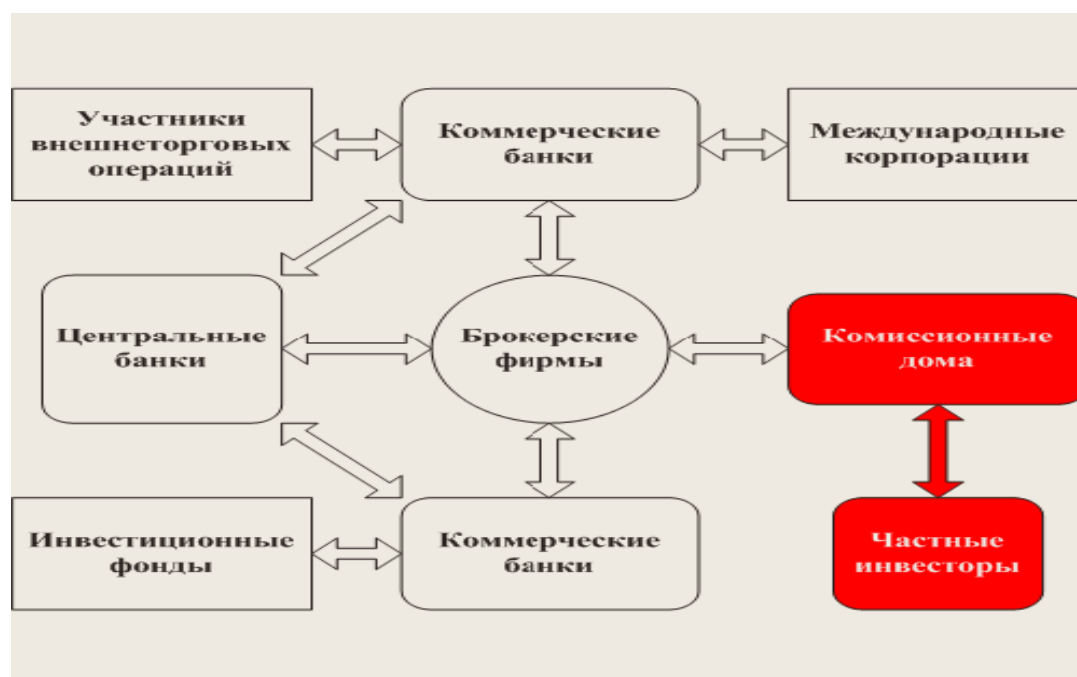 Участники
внешнеторговых
операций
Коммерческие
банки
Международные
корпорации
Центральные
банки
Брокерские
фирмы
Комиссионные
дома
Инвестиционные
фонды
Коммерческие
банки
Частные
инвесторы